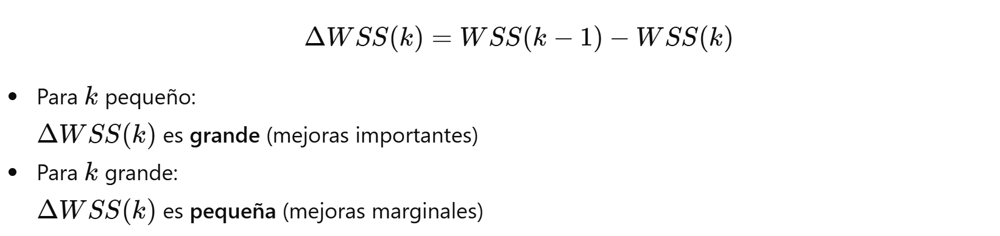 ΔWSS(k) = WSS(k − 1) − WSS(k)
• Para k pequeño:
ΔWSS(k) es grande (mejoras importantes)
• Para k grande:
ΔWSS(k) es pequeña (mejoras marginales)